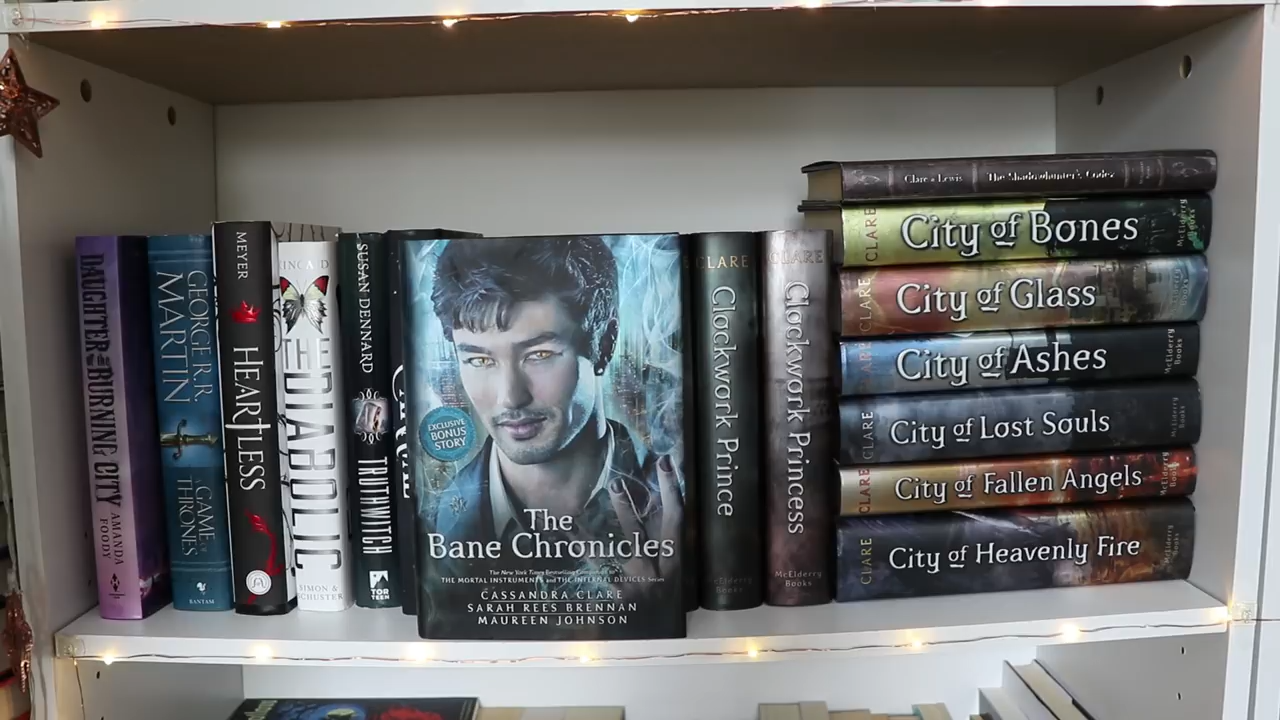 DAUGHTER OF THE BURNING CITY
AMANDA FOODY
GEORGE R.R.
MARTIN
A GAME OF THRONES
BANTAM
MEYER
HEARTLESS
THE DIABOLIC
SIMON & SCHUSTER
SUSAN DENNARD
TRUTHWITCH
TOR TEEN
EXCLUSIVE
BONUS
STORY
The
Bane Chronicles
The New York Times Bestselling Companion to
THE MORTAL INSTRUMENTS and THE INFERNAL DEVICES Series
CASSANDRA CLARE
SARAH REES BRENNAN
MAUREEN JOHNSON
CLARE
Clockwork Prince
McElderry
Books
CLARE
Clockwork Princess
McElderry
Books
Clare & Lewis The Shadowhunter's Codex
CLARE City of Bones McElderry Books
CLARE City of Glass
CLARE City of Ashes McElderry Books
CLARE City of Lost Souls McElderry Books
CLARE City of Fallen Angels McElderry Books
CLARE City of Heavenly Fire McElderry Books